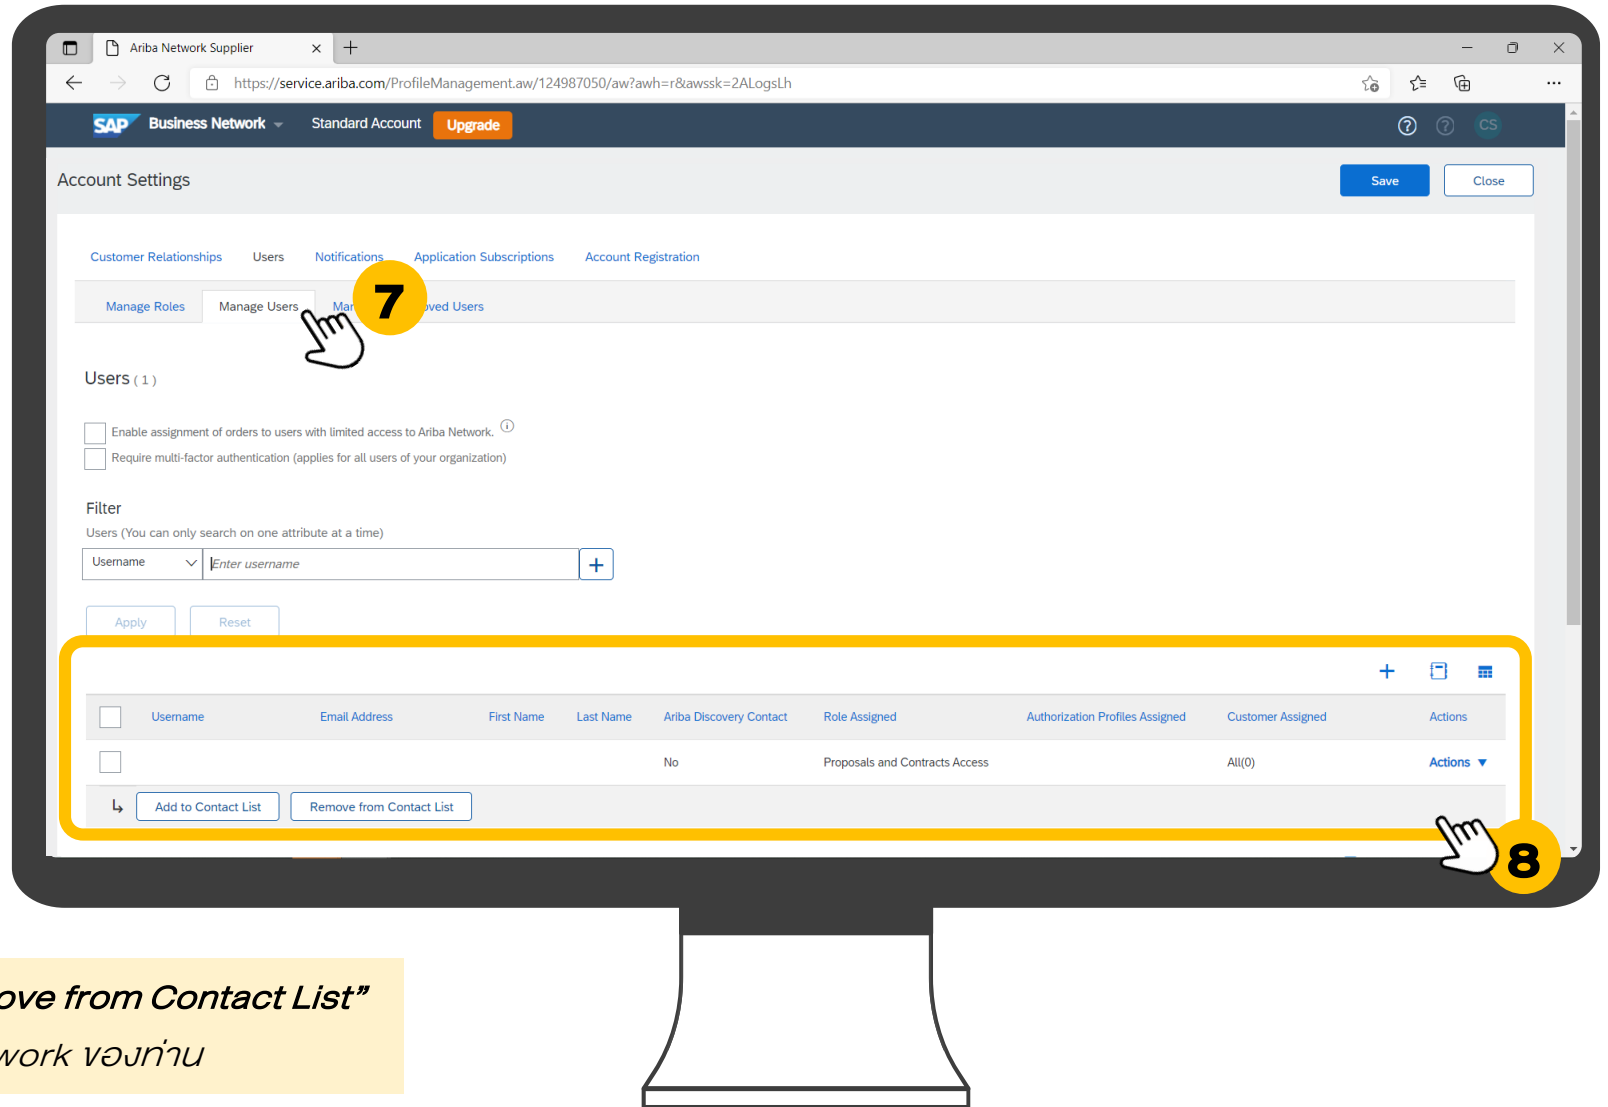 Ariba Network Supplier
https://service.ariba.com/ProfileManagement.aw/124987050/aw?awh=r&awssk=2ALogsLh
SAP Business Network Standard Account Upgrade CS
Account Settings Save Close
Customer Relationships Users Notifications Application Subscriptions Account Registration
Manage Roles Manage Users Users
7
Users (1)
Enable assignment of orders to users with limited access to Ariba Network.
Require multi-factor authentication (applies for all users of your organization)
Filter
Users (You can only search on one attribute at a time)
Username Enter username
Apply Reset
Username Email Address First Name Last Name Ariba Discovery Contact Role Assigned Authorization Profiles Assigned Customer Assigned Actions
No Proposals and Contracts Access All(0) Actions
Add to Contact List Remove from Contact List
8
ove from Contact List”
work ของท่าน